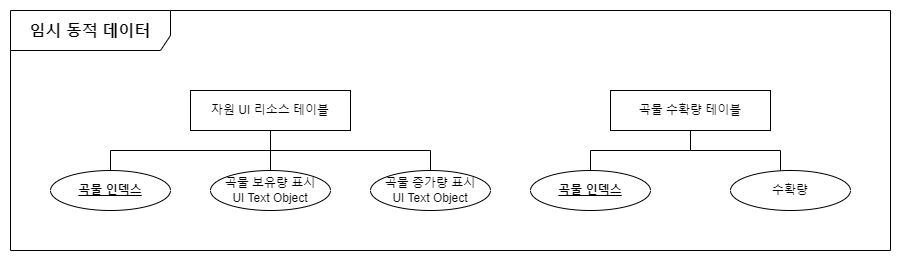 임시 동적 데이터
자원 UI 리소스 테이블
곡물 수확량 테이블
곡물 인덱스
곡물 보유량 표시
UI Text Object
곡물 증가량 표시
UI Text Object
곡물 인덱스
수확량